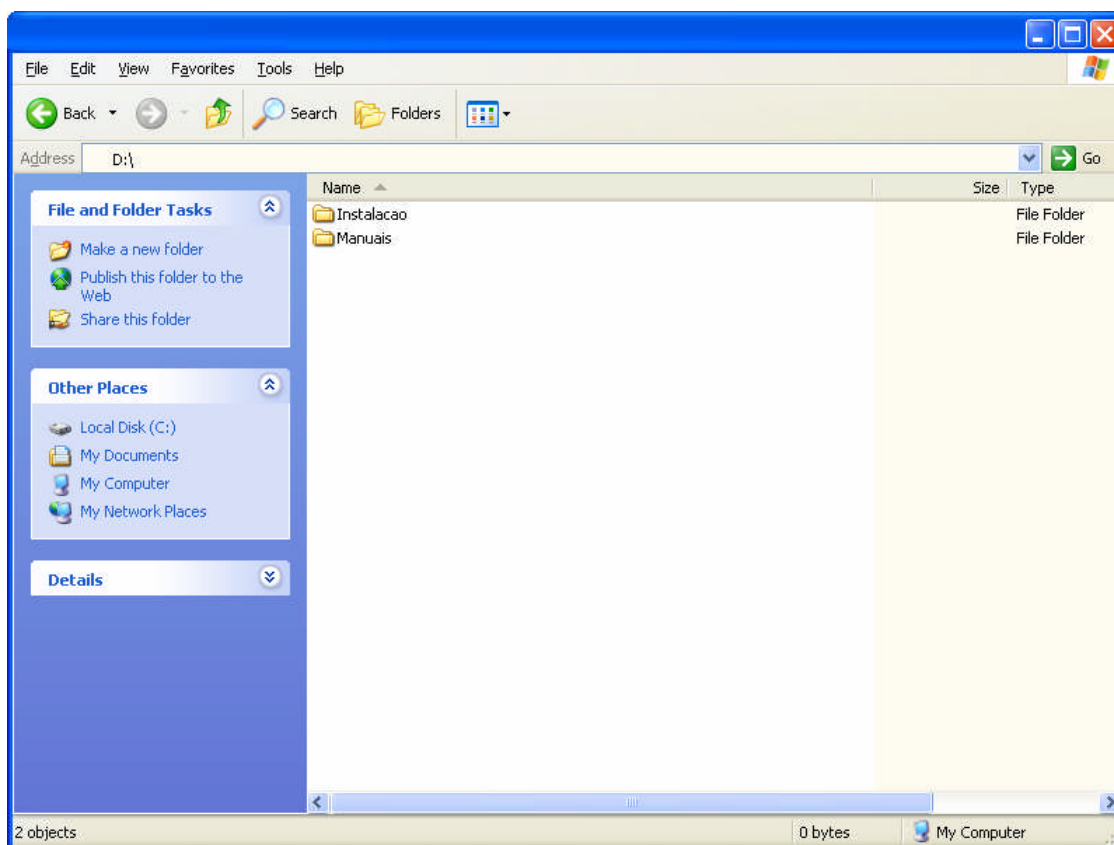 File Edit View Favorites Tools Help
Back Search Folders
Address D:\ Go
File and Folder Tasks
Make a new folder
Publish this folder to the
Web
Share this folder
Other Places
Local Disk (C:)
My Documents
My Computer
My Network Places
Details
Name Size Type
Instalacao File Folder
Manuais File Folder
2 objects 0 bytes My Computer